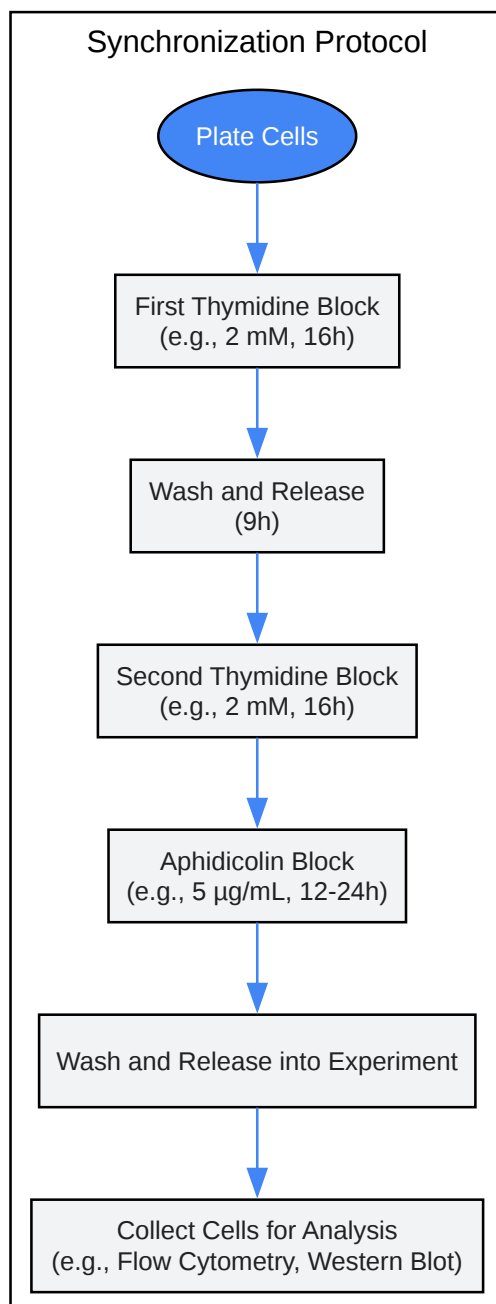 Synchronization Protocol
Plate Cells
First Thymidine Block
(e.g., 2 mM, 16h)
Wash and Release
(9h)
Second Thymidine Block
(e.g., 2 mM, 16h)
Aphidicolin Block
(e.g., 5 µg/mL, 12-24h)
Wash and Release into Experiment
Collect Cells for Analysis
(e.g., Flow Cytometry, Western Blot)